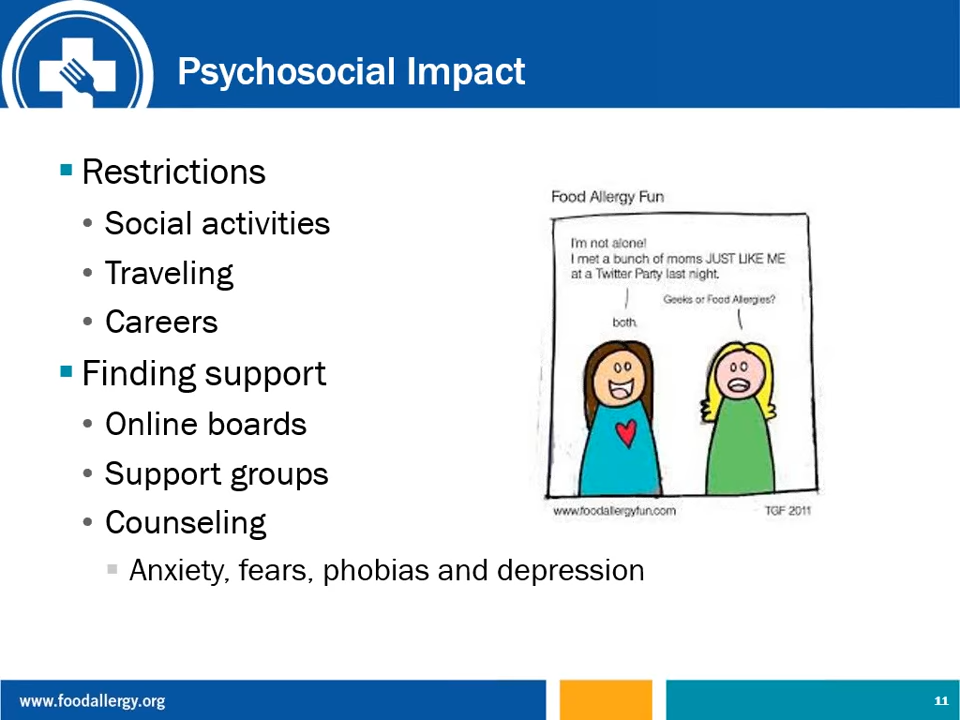 Psychosocial Impact
Restrictions
Social activities
Traveling
Careers
Finding support
Online boards
Support groups
Counseling
Anxiety, fears, phobias and depression
Food Allergy Fun
I'm not alone!
I met a bunch of moms JUST LIKE ME
at a Twitter Party last night.
Geeks or Food Allergies?
both.
www.foodallergyfun.com TGF 2011
www.foodallergy.org 11